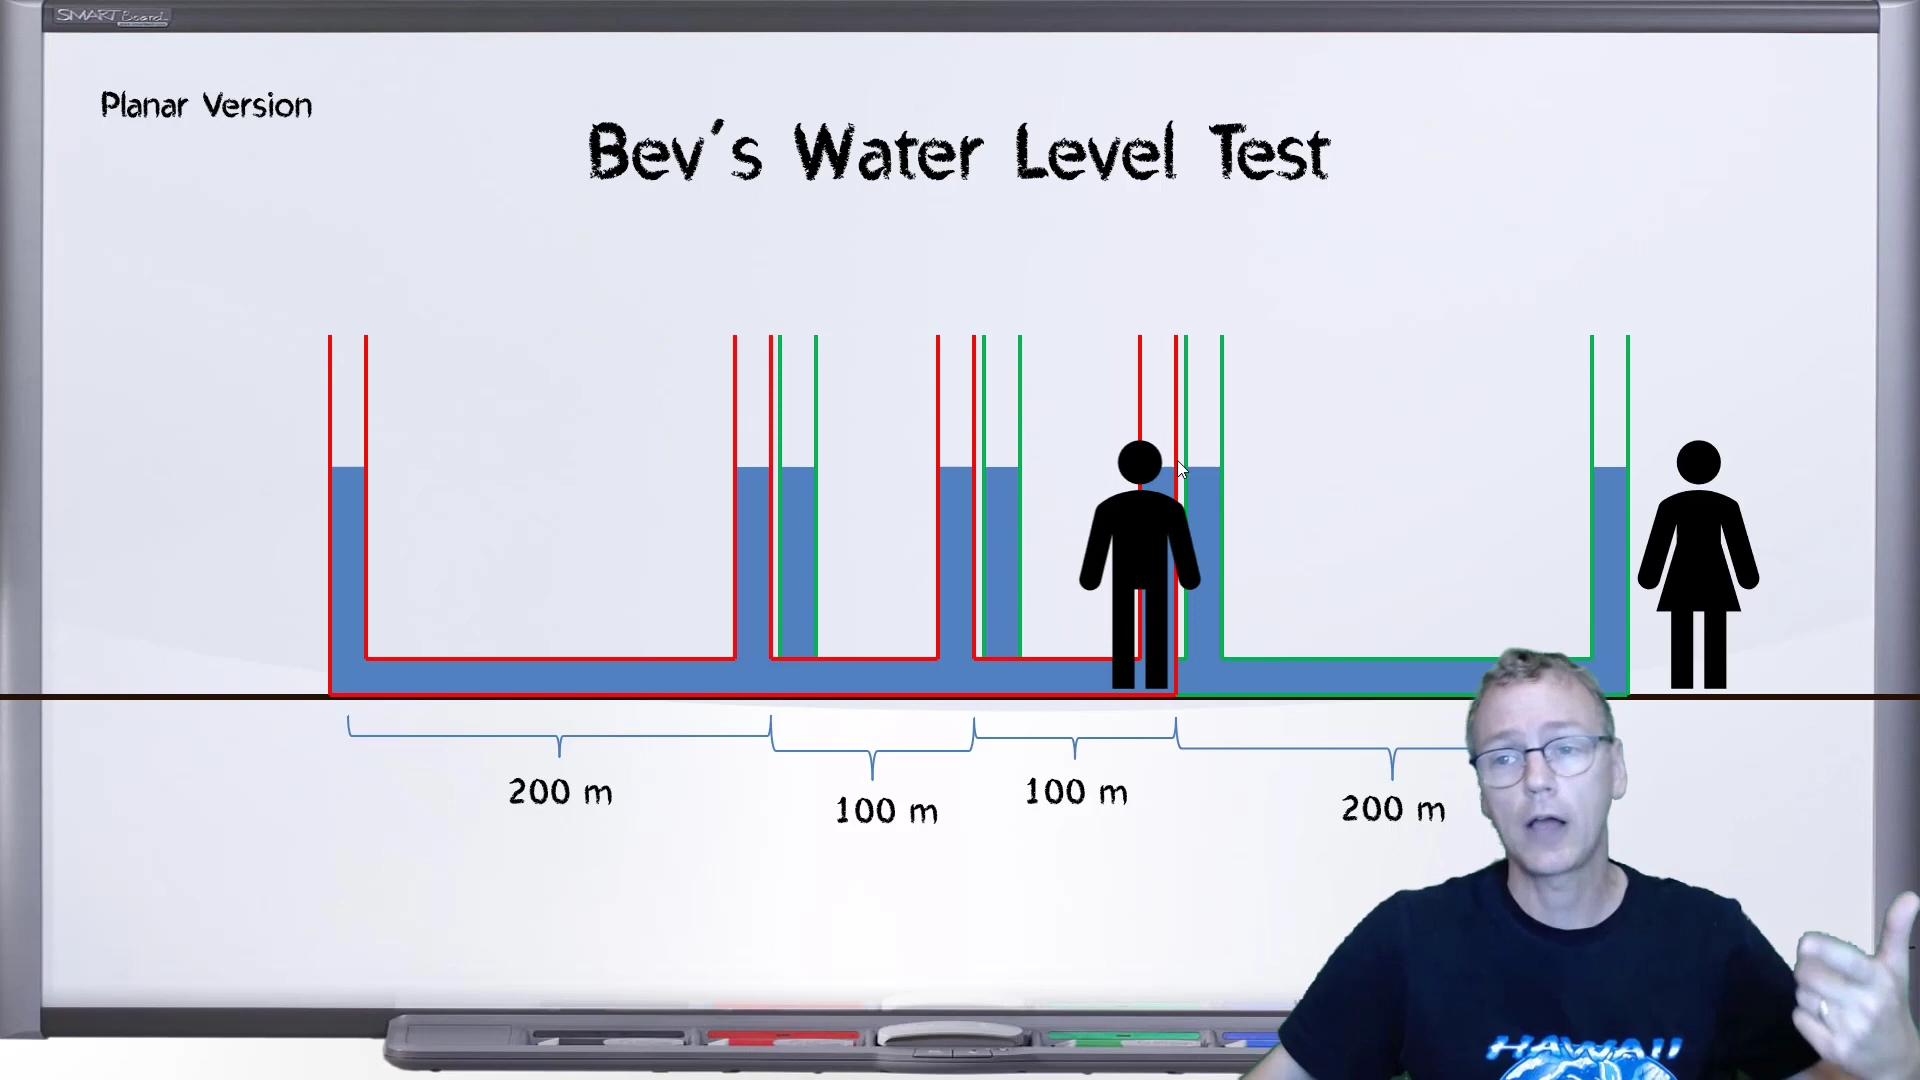 SMART Board
Planar Version
Bev's Water Level Test
200 m
100 m
100 m
200 m
HAWAII